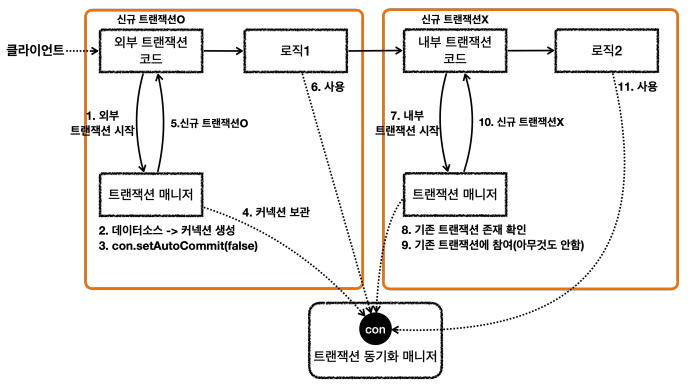 신규 트랜잭션O
신규 트랜잭션X
클라이언트
외부 트랜잭션
코드
로직1
내부 트랜잭션
코드
로직2
6. 사용
11. 사용
1. 외부
트랜잭션 시작
5.신규 트랜잭션O
7. 내부
트랜잭션 시작
10. 신규 트랜잭션X
트랜잭션 매니저
트랜잭션 매니저
4. 커넥션 보관
2. 데이터소스 -> 커넥션 생성
3. con.setAutoCommit(false)
8. 기존 트랜잭션 존재 확인
9. 기존 트랜잭션에 참여(아무것도 안함)
con
트랜잭션 동기화 매니저